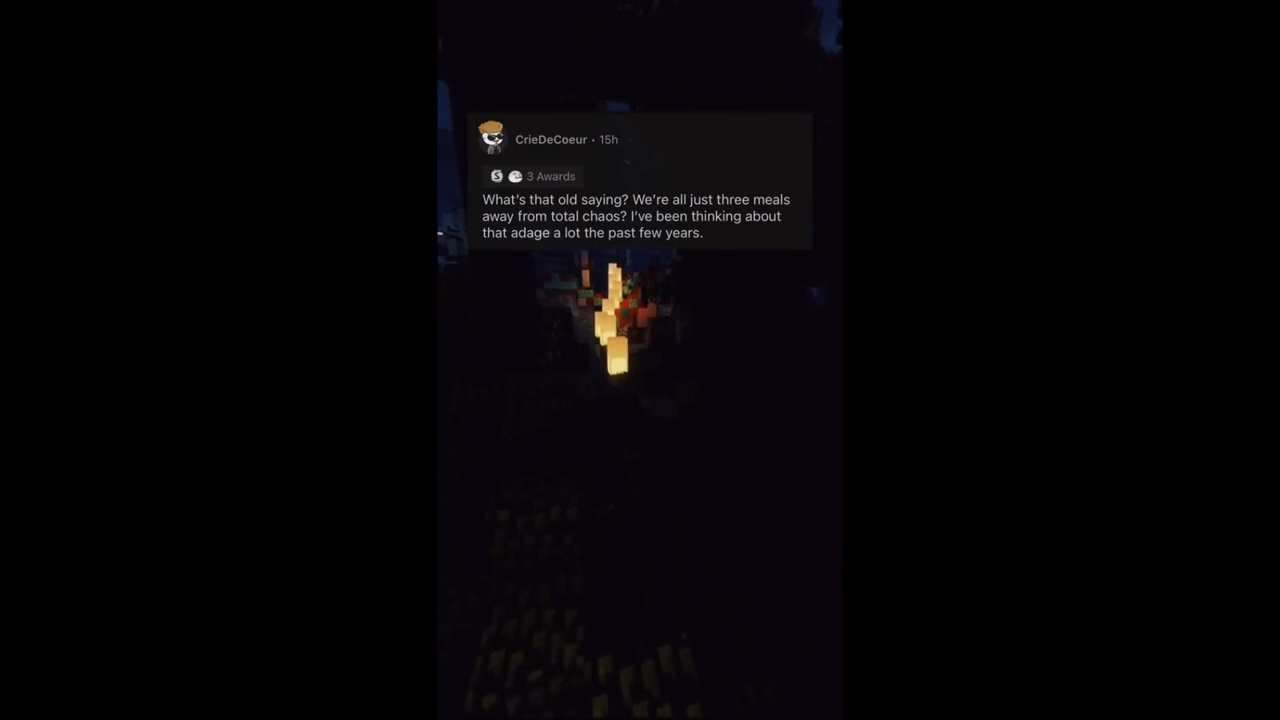 CrieDeCoeur • 15h
3 Awards
What's that old saying? We're all just three meals
away from total chaos? I've been thinking about
that adage a lot the past few years.